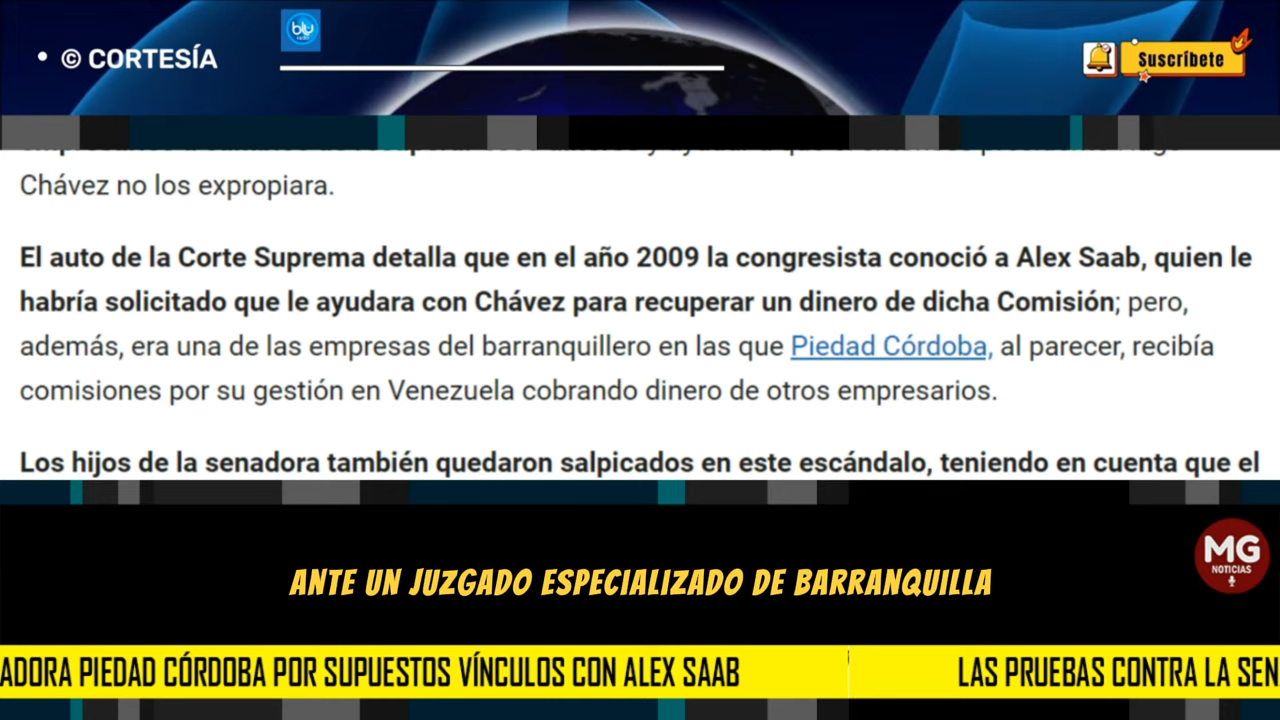 • © CORTESÍA
blu
radio
Suscríbete
Chávez no los expropiara.
El auto de la Corte Suprema detalla que en el año 2009 la congresista conoció a Alex Saab, quien le
habría solicitado que le ayudara con Chávez para recuperar un dinero de dicha Comisión; pero,
además, era una de las empresas del barranquillero en las que Piedad Córdoba, al parecer, recibía
comisiones por su gestión en Venezuela cobrando dinero de otros empresarios.
Los hijos de la senadora también quedaron salpicados en este escándalo, teniendo en cuenta que el
MG
NOTICIAS
ANTE UN JUZGADO ESPECIALIZADO DE BARRANQUILLA
ADORA PIEDAD CÓRDOBA POR SUPUESTOS VÍNCULOS CON ALEX SAAB LAS PRUEBAS CONTRA LA SEN